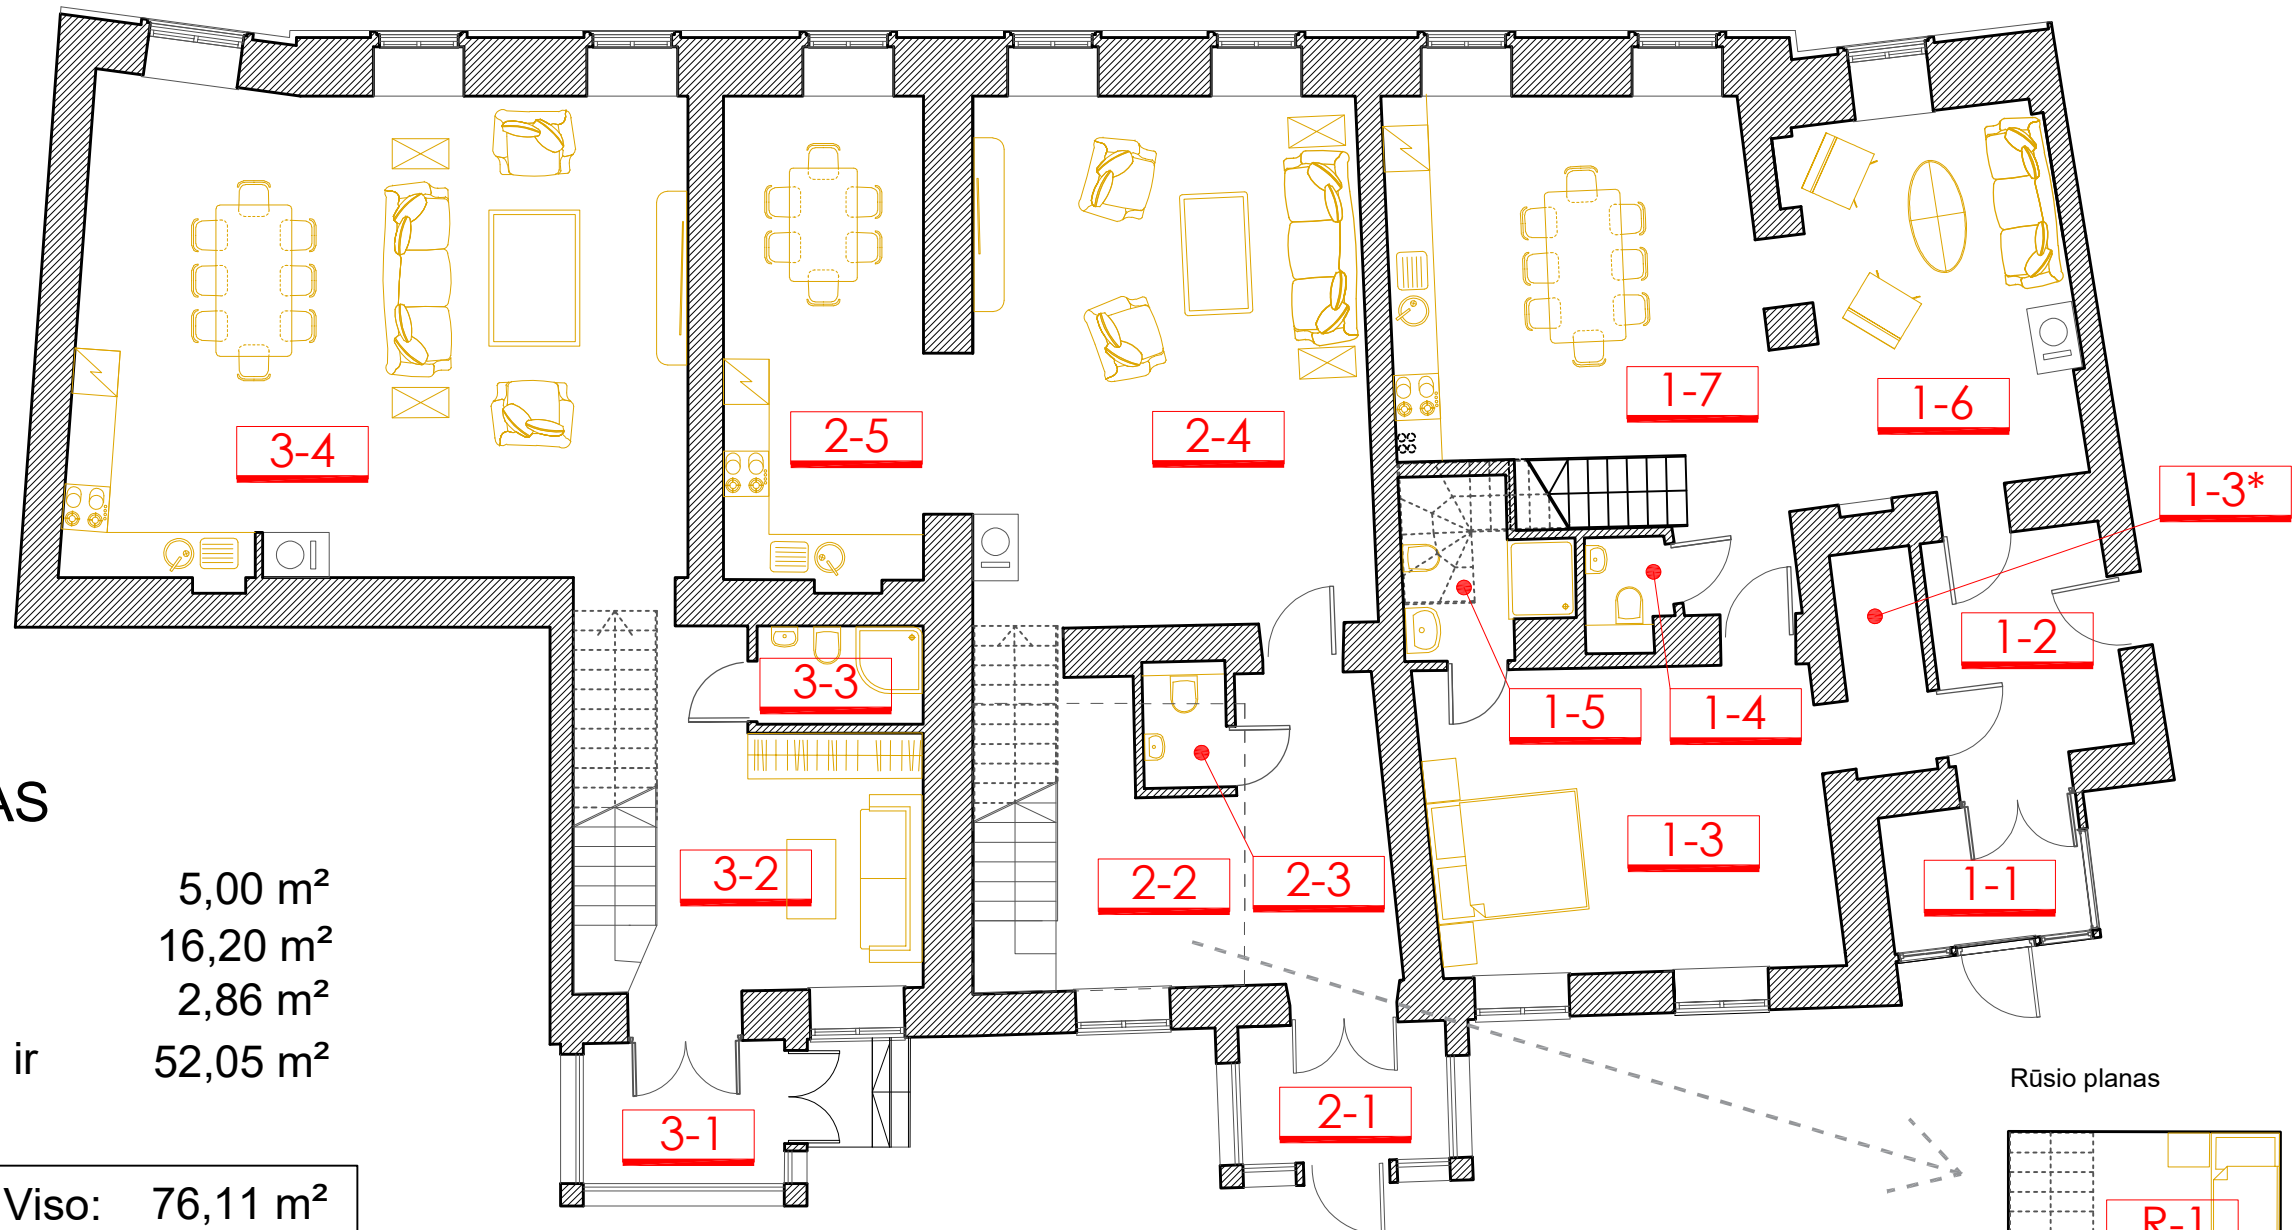 3-4
2-5
2-4
1-7
1-6
1-3*
1-2
3-3
1-5
1-4
3-2
2-2
2-3
1-3
1-1
3-1
2-1
AS
5,00 m²
16,20 m²
2,86 m²
ir 52,05 m²
Viso: 76,11 m²
Rūsio planas
R-1